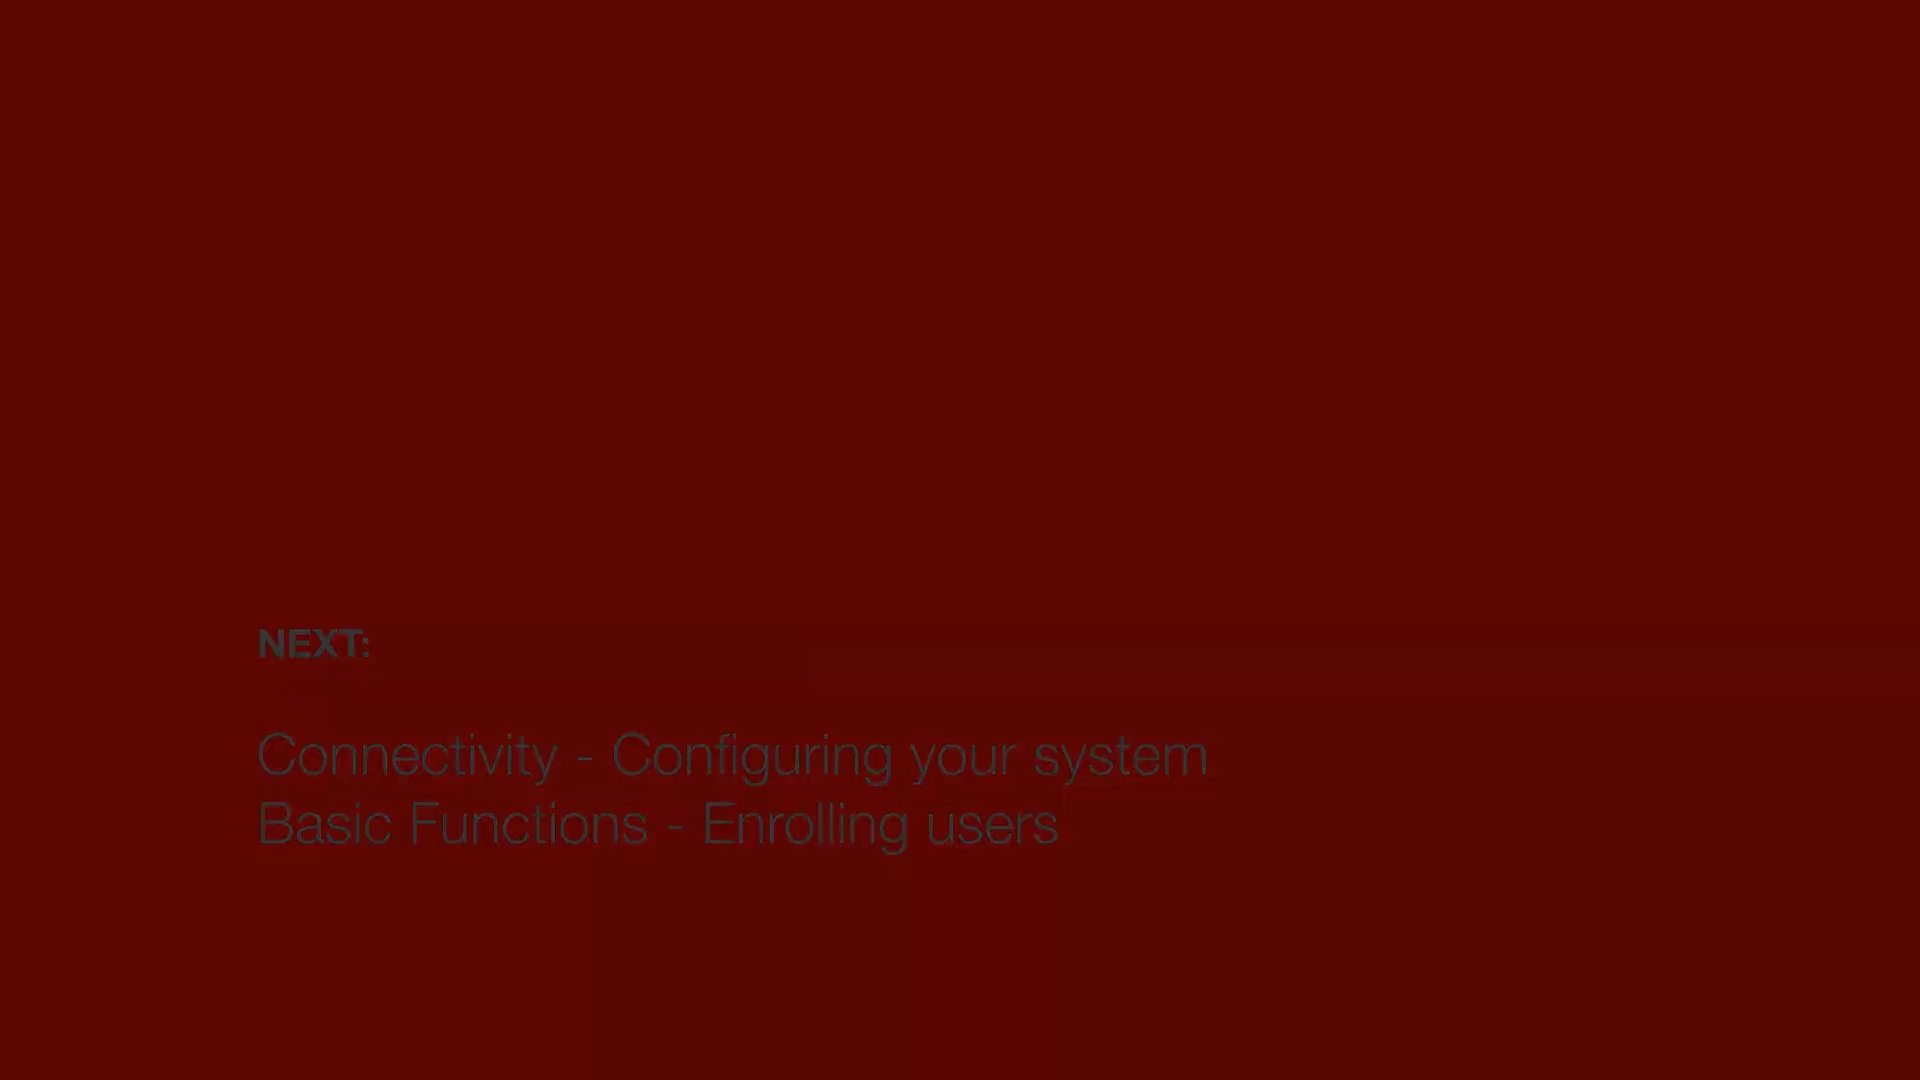 NEXT:
Connectivity - Configuring your system
Basic Functions - Enrolling users